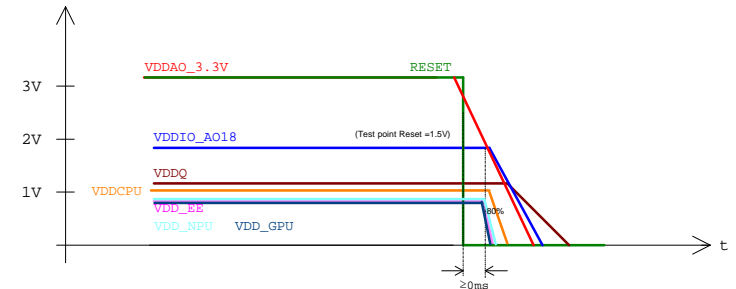 VDDAO_3.3V RESET
3V
(Test point Reset =1.5V)
2V
VDDIO_AO18
VDDQ
1V
VDDCPU
VDD_EE
80%
VDD_NPU VDD_GPU
t
≥0ms